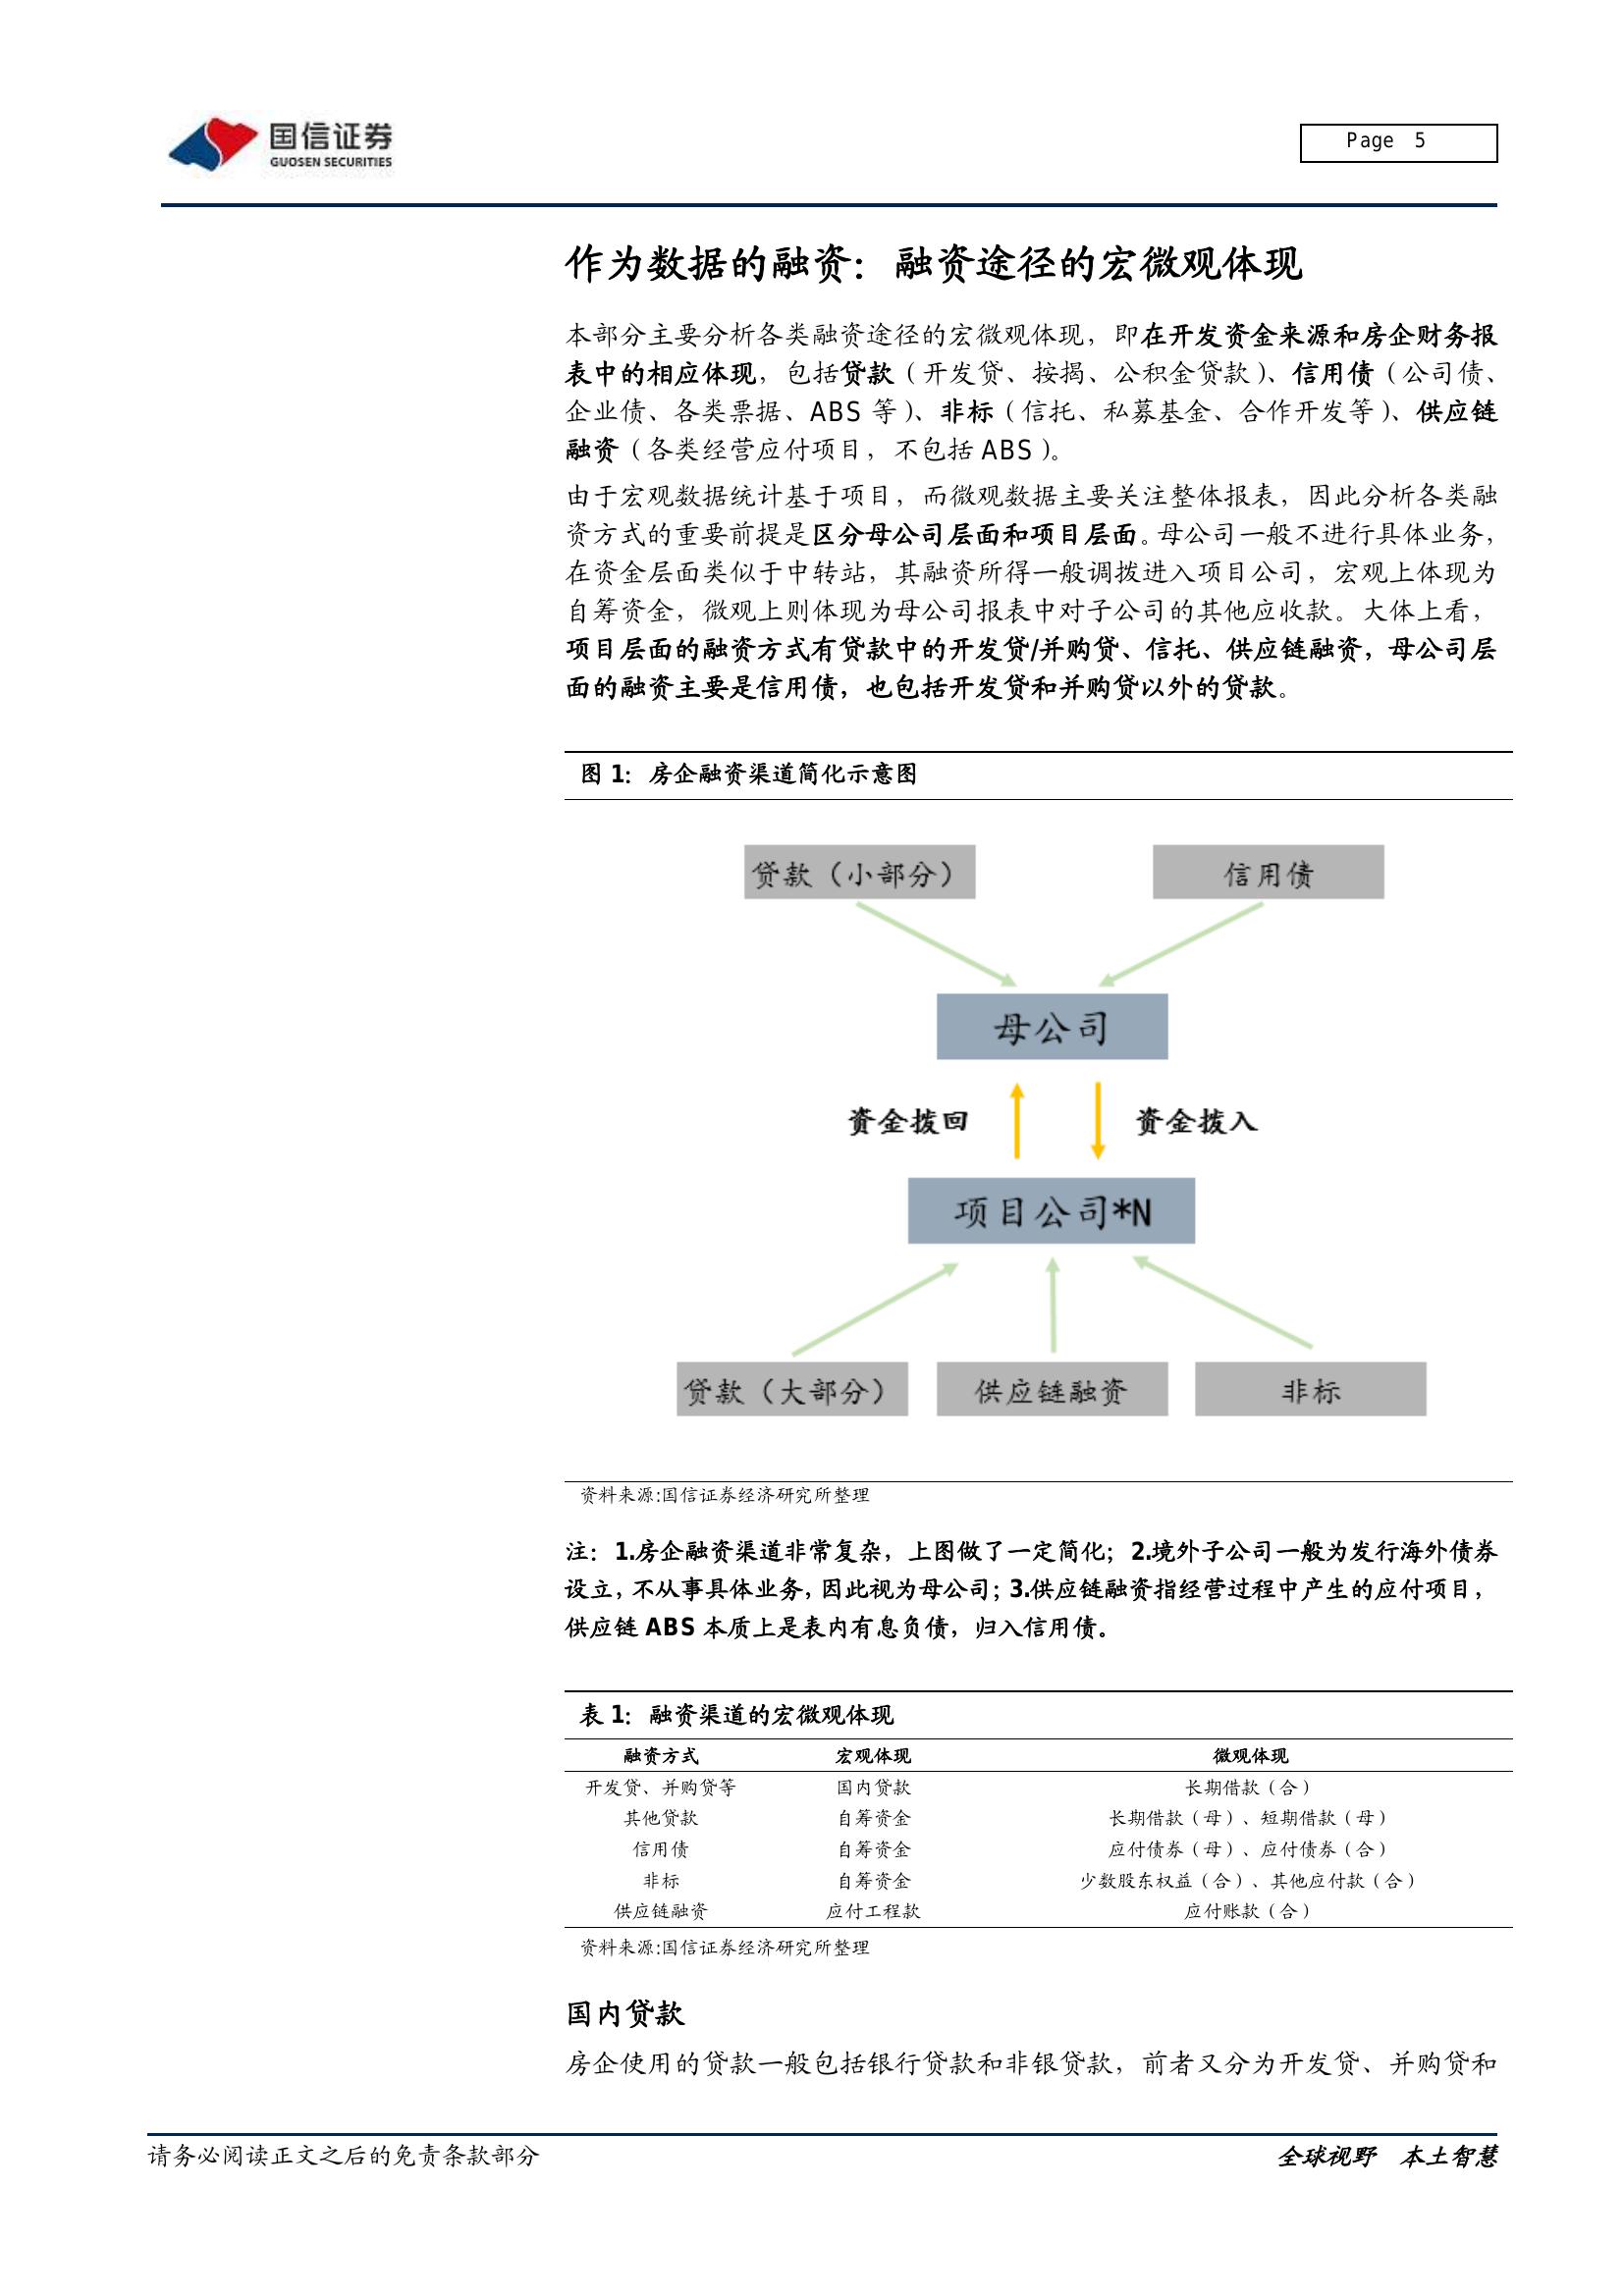 国信证券
GUOSEN SECURITIES
Page 5
作为数据的融资：融资途径的宏微观体现
本部分主要分析各类融资途径的宏微观体现，即在开发资金来源和房企财务报
表中的相应体现，包括贷款（开发贷、按揭、公积金贷款）、信用债（公司债、
企业债、各类票据、ABS 等）、非标（信托、私募基金、合作开发等）、供应链
融资（各类经营应付项目，不包括 ABS）。
由于宏观数据统计基于项目，而微观数据主要关注整体报表，因此分析各类融
资方式的重要前提是区分母公司层面和项目层面。母公司一般不进行具体业务，
在资金层面类似于中转站，其融资所得一般调拨进入项目公司，宏观上体现为
自筹资金，微观上则体现为母公司报表中对子公司的其他应收款。大体上看，
项目层面的融资方式有贷款中的开发贷/并购贷、信托、供应链融资，母公司层
面的融资主要是信用债，也包括开发贷和并购贷以外的贷款。
图 1：房企融资渠道简化示意图
贷款（小部分） 信用债
母公司
资金拨回 资金拨入
项目公司*N
贷款（大部分） 供应链融资 非标
资料来源:国信证券经济研究所整理
注：1.房企融资渠道非常复杂，上图做了一定简化；2.境外子公司一般为发行海外债券
设立，不从事具体业务，因此视为母公司；3.供应链融资指经营过程中产生的应付项目，
供应链 ABS 本质上是表内有息负债，归入信用债。
表 1：融资渠道的宏微观体现
融资方式 宏观体现 微观体现
开发贷、并购贷等 国内贷款 长期借款（合）
其他贷款 自筹资金 长期借款（母）、短期借款（母）
信用债 自筹资金 应付债券（母）、应付债券（合）
非标 自筹资金 少数股东权益（合）、其他应付款（合）
供应链融资 应付工程款 应付账款（合）
资料来源:国信证券经济研究所整理
国内贷款
房企使用的贷款一般包括银行贷款和非银贷款，前者又分为开发贷、并购贷和
请务必阅读正文之后的免责条款部分 全球视野 本土智慧